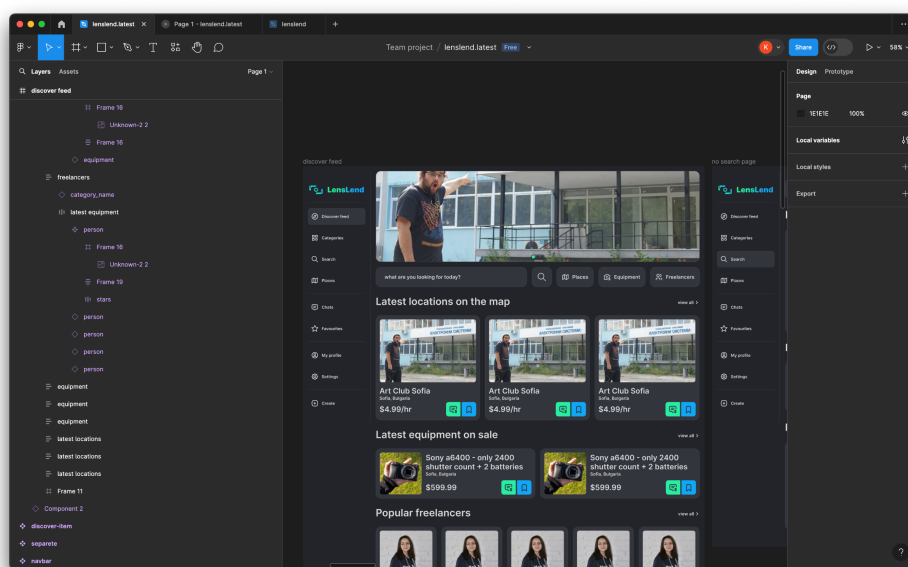 lenslend.latest
Page 1 - lenslend.latest
lenslend
Team project / lenslend.latest Free
K
Share
58%
Layers
Assets
Page 1
discover feed
Frame 16
Unknown-2 2
Frame 16
equipment
freelancers
category_name
latest equipment
person
Frame 16
Unknown-2 2
Frame 19
stars
person
person
person
person
equipment
equipment
equipment
latest locations
latest locations
latest locations
Frame 11
Component 2
discover-item
separete
navbar
discover feed
LensLend
Discover feed
Categories
Search
Places
Chats
Favourites
My profile
Settings
Create
what are you looking for today?
Places
Equipment
Freelancers
Latest locations on the map
view all >
Art Club Sofia
Sofia, Bulgaria
$4.99/hr
Art Club Sofia
Sofia, Bulgaria
$4.99/hr
Art Club Sofia
Sofia, Bulgaria
$4.99/hr
Latest equipment on sale
view all >
Sony a6400 - only 2400
shutter count + 2 batteries
Sofia, Bulgaria
$599.99
Sony a6400 - only 2400
shutter count + 2 batteries
Sofia, Bulgaria
$599.99
Popular freelancers
view all >
no search page
LensLend
Discover feed
Categories
Search
Places
Chats
Favourites
My profile
Settings
Create
Design
Prototype
Page
1E1E1E
100%
Local variables
Local styles
Export
?